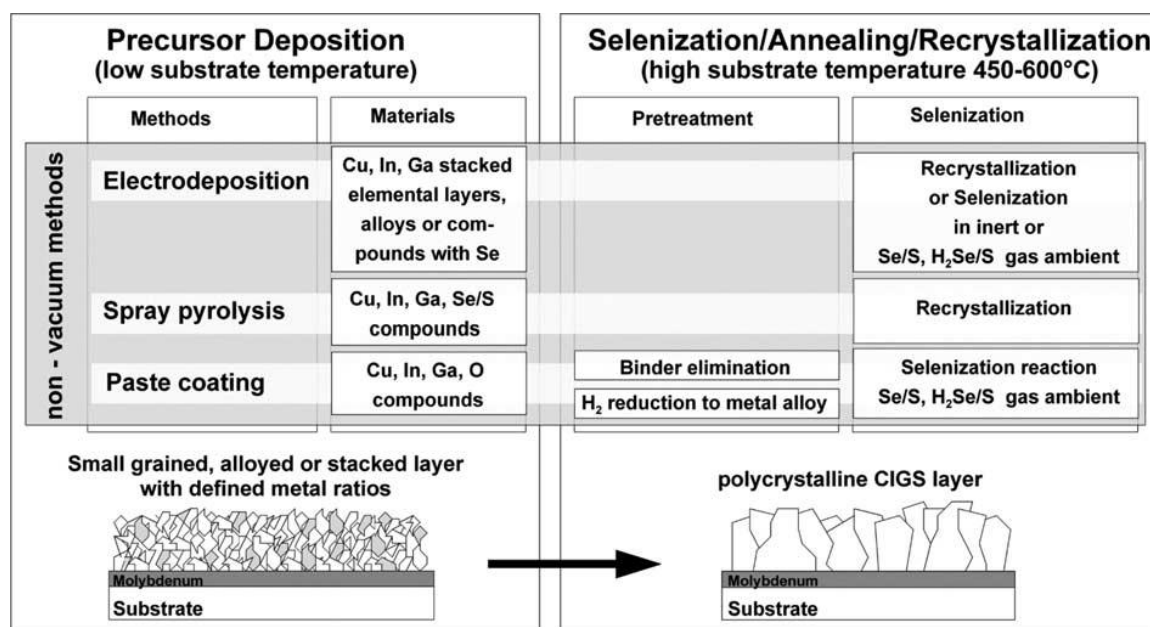 Precursor Deposition
(low substrate temperature)
Selenization/Annealing/Recrystallization
(high substrate temperature 450-600°C)
Methods
Materials
Pretreatment
Selenization
non - vacuum methods
Electrodeposition
Cu, In, Ga stacked
elemental layers,
alloys or com-
pounds with Se
Recrystallization
or Selenization
in inert or
Se/S, H₂Se/S gas ambient
Spray pyrolysis
Cu, In, Ga, Se/S
compounds
Recrystallization
Paste coating
Cu, In, Ga, O
compounds
Binder elimination
H₂ reduction to metal alloy
Selenization reaction
Se/S, H₂Se/S gas ambient
Small grained, alloyed or stacked layer
with defined metal ratios
Molybdenum
Substrate
polycrystalline CIGS layer
Molybdenum
Substrate